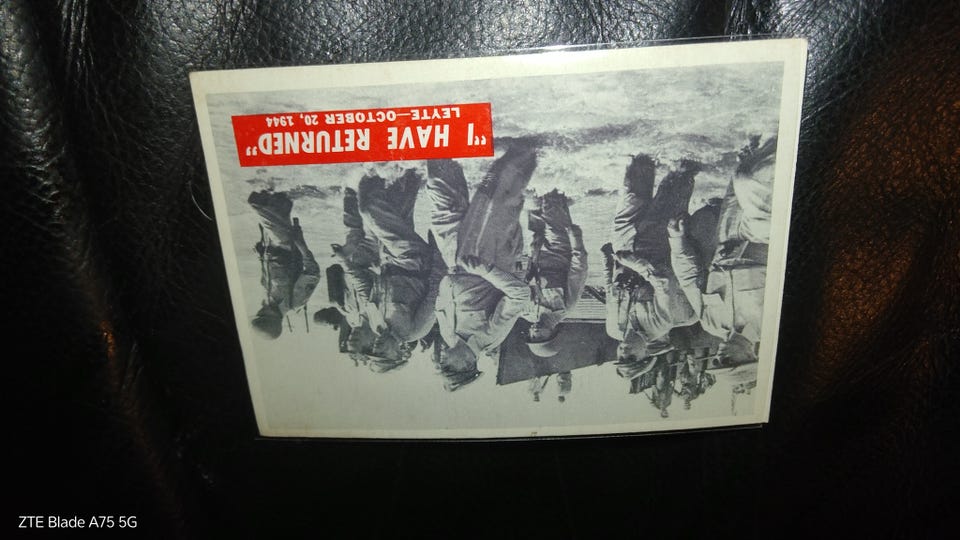 "I HAVE RETURNED"
LEYTE—OCTOBER 20, 1944
ZTE Blade A75 5G